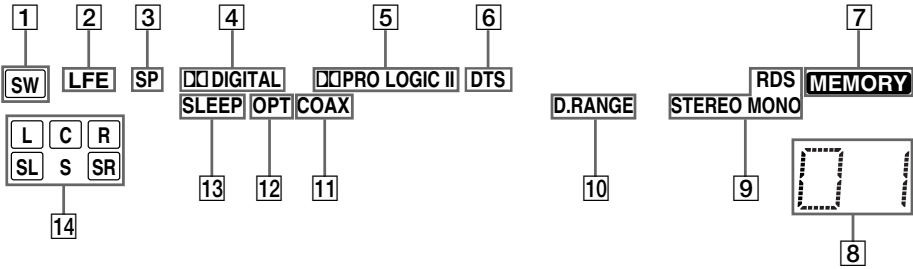 1 2 3 4 5 6 7
SW LFE SP DIGITAL PRO LOGIC II DTS RDS MEMORY
SLEEP OPT COAX D.RANGE STEREO MONO
L C R
SL S SR
13 12 11 10 9
01
14 8